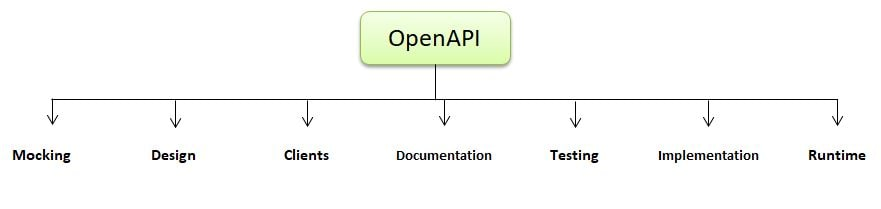 OpenAPI
Mocking Design Clients Documentation Testing Implementation Runtime